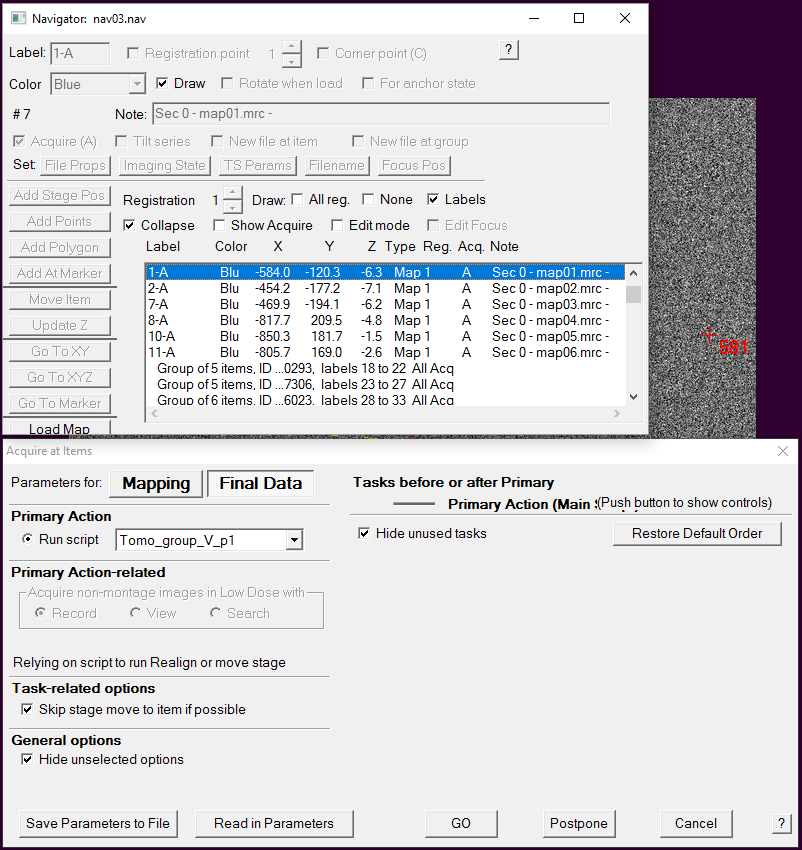 Navigator: nav03.nav
Label: 1-A Registration point 1 Corner point (C) ?
Color Blue Draw Rotate when load For anchor state
# 7 Note: Sec 0 - map01.mrc -
Acquire (A) Tilt series New file at item New file at group
Set: File Props Imaging State TS Params Filename Focus Pos
Add Stage Pos Registration 1 Draw: All reg. None Labels
Add Points Collapse Show Acquire Edit mode Edit Focus
Add Polygon Label Color X Y Z Type Reg. Acq. Note
Add At Marker 1-A Blu -584.0 -120.3 -6.3 Map 1 A Sec 0 - map01.mrc -
2-A Blu -454.2 -177.2 -7.1 Map 1 A Sec 0 - map02.mrc -
Move Item 7-A Blu -469.9 -194.1 -6.2 Map 1 A Sec 0 - map03.mrc -
Update Z 8-A Blu -817.7 209.5 -4.8 Map 1 A Sec 0 - map04.mrc -
10-A Blu -850.3 181.7 -1.5 Map 1 A Sec 0 - map05.mrc -
Go To XY 11-A Blu -805.7 169.0 -2.6 Map 1 A Sec 0 - map06.mrc -
Go To XYZ Group of 5 items, ID ...0293, labels 18 to 22 All Acq
Group of 5 items, ID ...7306, labels 23 to 27 All Acq
Go To Marker Group of 6 items, ID ...6023, labels 28 to 33 All Acq
Load Map
581
Acquire at Items
Parameters for: Mapping Final Data
Tasks before or after Primary
Primary Action (Main (Push button to show controls)
Hide unused tasks Restore Default Order
Primary Action
Run script Tomo_group_V_p1
Primary Action-related
Acquire non-montage images in Low Dose with
Record View Search
Relying on script to run Realign or move stage
Task-related options
Skip stage move to item if possible
General options
Hide unselected options
Save Parameters to File Read in Parameters GO Postpone Cancel ?